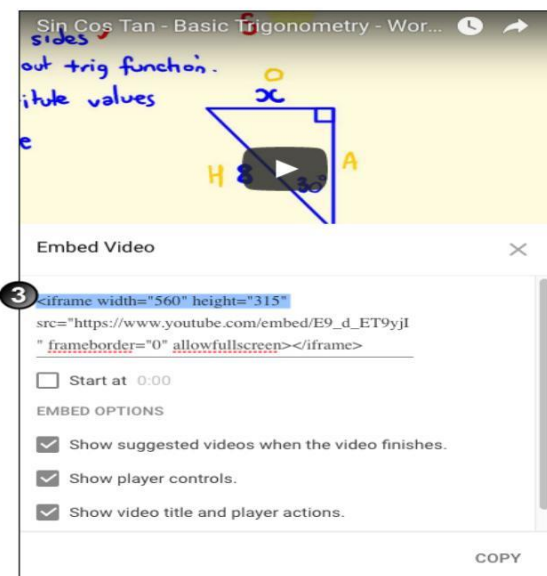 Sin Cos Tan - Basic Trigonometry - Wor...
sides
out trig function.
itute values
e
O
x
H 8
30°
A
Embed Video
3
<iframe width="560" height="315"
src="https://www.youtube.com/embed/E9_d_ET9yjI
" frameborder="0" allowfullscreen></iframe>
Start at 0:00
EMBED OPTIONS
Show suggested videos when the video finishes.
Show player controls.
Show video title and player actions.
COPY